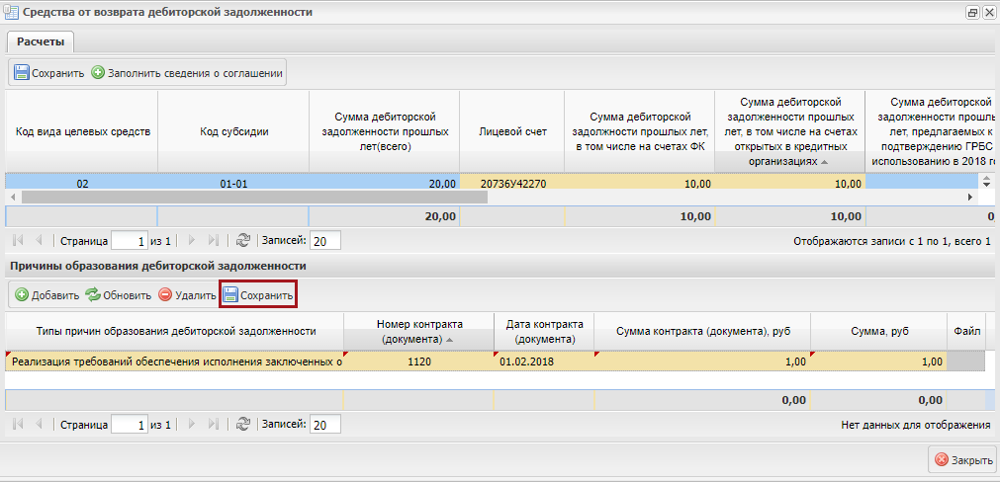 Средства от возврата дебиторской задолженности
Расчеты
Сохранить Заполнить сведения о соглашении
Код вида целевых средств
Код субсидии
Сумма дебиторской
задолженности прошлых
лет(всего)
Лицевой счет
Сумма дебиторской
задолжности прошлых лет,
в том числе на счетах ФК
Сумма дебиторской
задолженности прошлых
лет, в том числе на счетах
открытых в кредитных
организациях
Сумма дебиторской
задолженности прошлы
лет, предлагаемых к
подтверждению ГРБС
использованию в 2018 го
02 01-01 20,00 20736У42270 10,00 10,00
20,00 10,00 10,00 0
Страница 1 из 1 Записей: 20 Отображаются записи с 1 по 1, всего 1
Причины образования дебиторской задолженности
Добавить Обновить Удалить Сохранить
Типы причин образования дебиторской задолженности
Номер контракта
(документа)
Дата контракта
(документа)
Сумма контракта (документа), руб
Сумма, руб
Файл
Реализация требований обеспечения исполнения заключенных о 1120 01.02.2018 1,00 1,00
0,00 0,00
Страница 1 из 1 Записей: 20 Нет данных для отображения
Закрыть